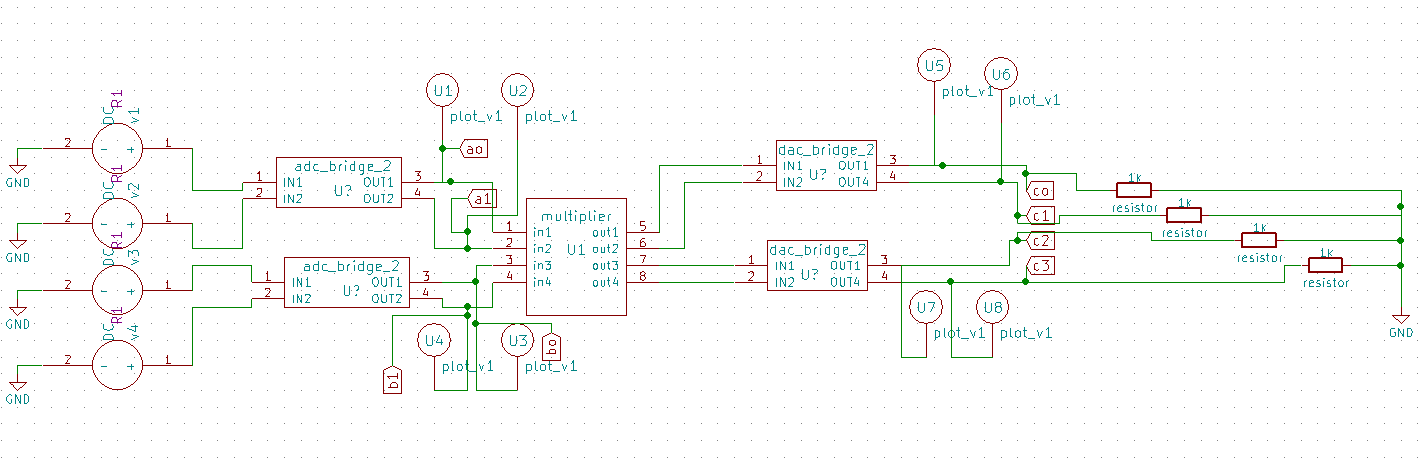 R1
DC
v1
2
-
+
1
GND
R1
DC
v2
2
-
+
1
GND
R1
DC
v3
2
-
+
1
GND
R1
DC
v4
2
-
+
1
GND
adc_bridge_2
1
IN1
OUT1
3
2
IN2
U?
OUT2
4
adc_bridge_2
1
IN1
OUT1
3
2
IN2
U?
OUT2
4
U1
plot_v1
U2
plot_v1
ao
a1
U4
plot_v1
U3
plot_v1
b1
bo
multiplier
1
in1
out1
5
2
in2
U1
out2
6
3
in3
out3
7
4
in4
out4
8
dac_bridge_2
1
IN1
OUT1
3
2
IN2
U?
OUT4
4
dac_bridge_2
1
IN1
OUT1
3
2
IN2
U?
OUT4
4
U5
plot_v1
U6
plot_v1
U7
plot_v1
U8
plot_v1
co
c1
c2
c3
1k
resistor
1k
resistor
1k
resistor
1k
resistor
GND